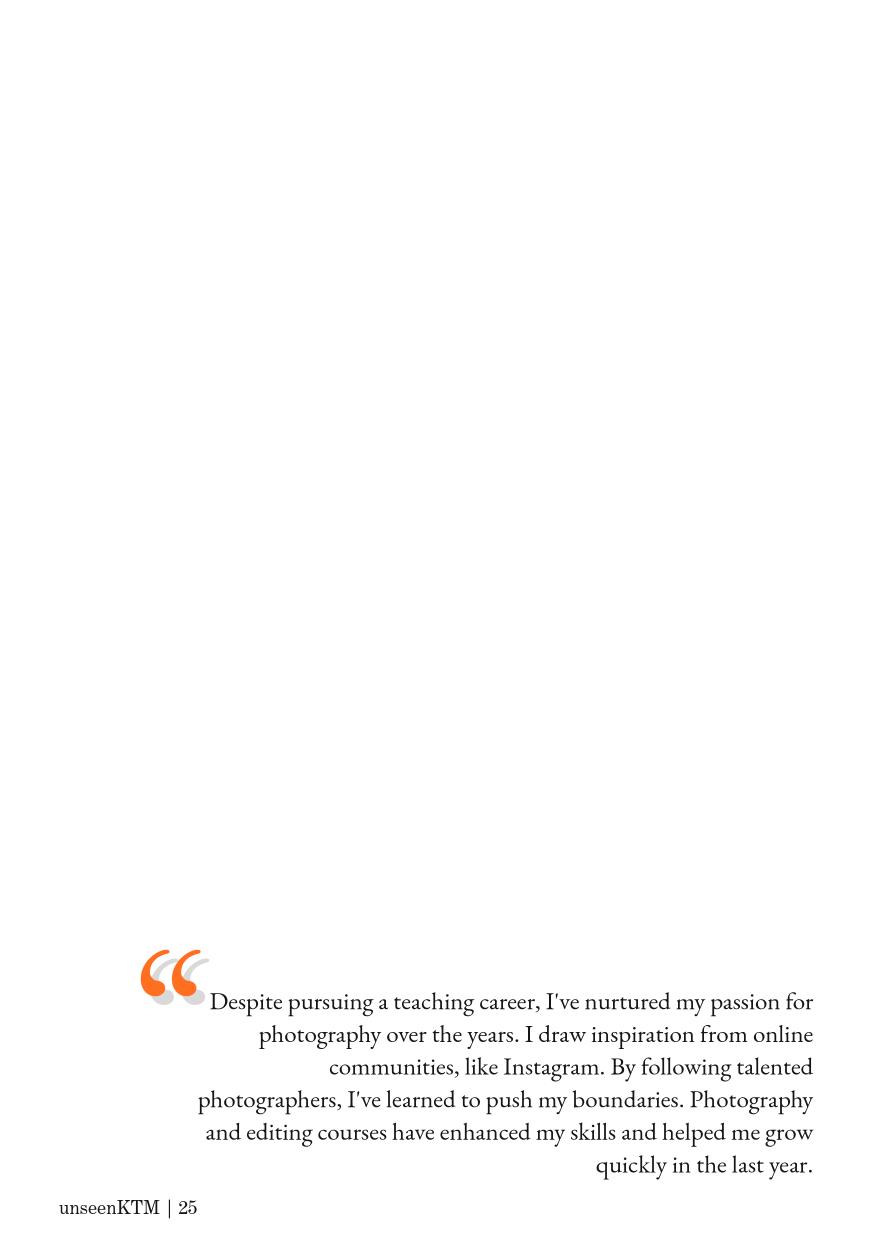 “
Despite pursuing a teaching career, I've nurtured my passion for
photography over the years. I draw inspiration from online
communities, like Instagram. By following talented
photographers, I've learned to push my boundaries. Photography
and editing courses have enhanced my skills and helped me grow
quickly in the last year.
unseenKTM | 25